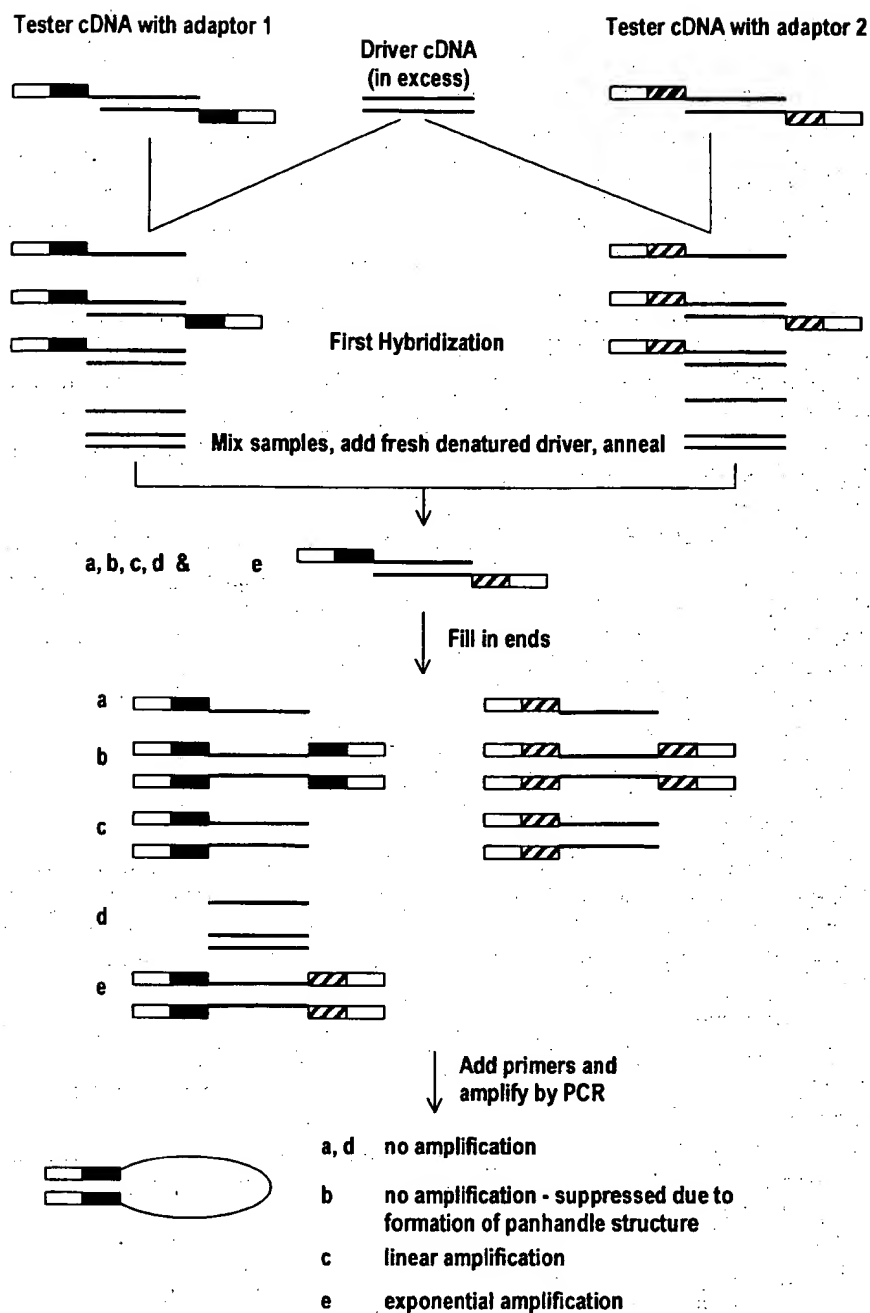 Tester cDNA with adaptor 1
Driver cDNA
(in excess)
Tester cDNA with adaptor 2
First Hybridization
Mix samples, add fresh denatured driver, anneal
a, b, c, d & e
Fill in ends
a
b
c
d
e
Add primers and
amplify by PCR
a, d no amplification
b no amplification - suppressed due to
formation of panhandle structure
c linear amplification
e exponential amplification